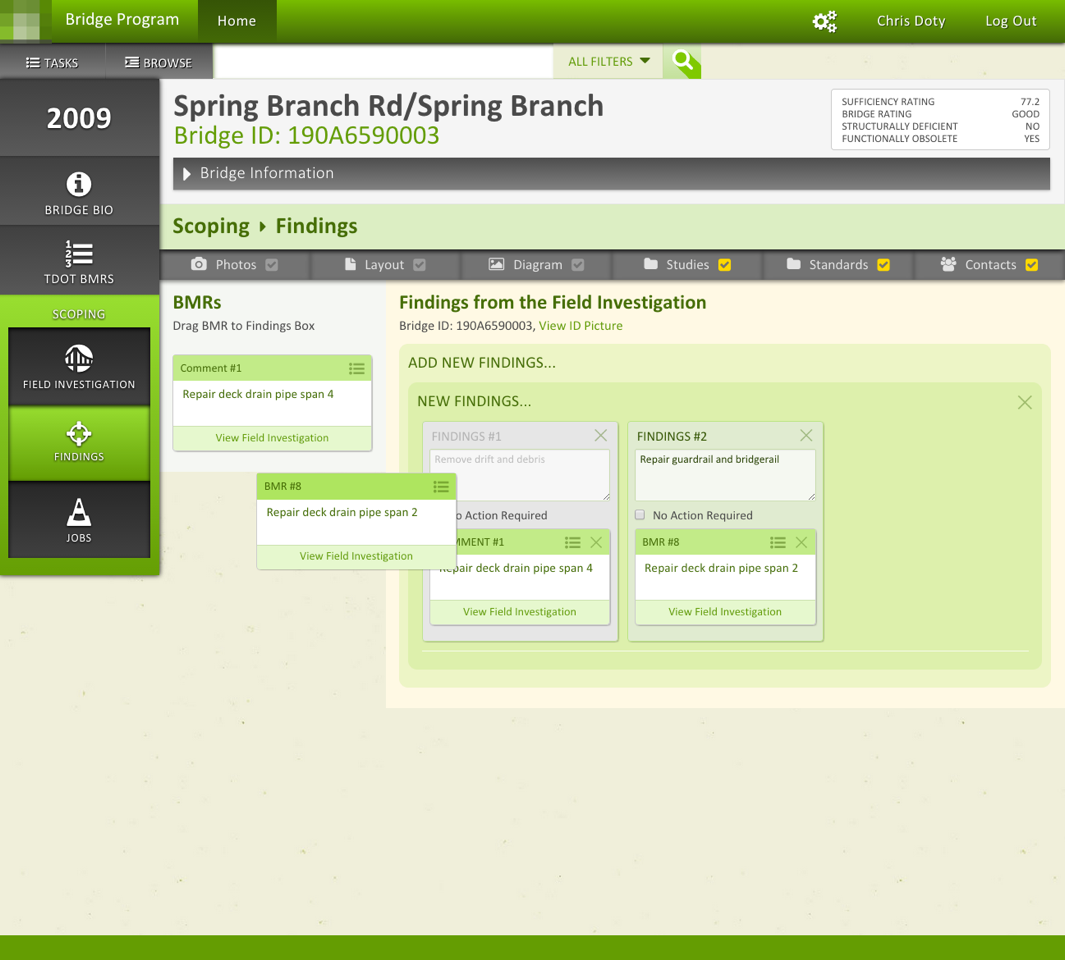 Bridge Program
Home
Chris Doty
Log Out
TASKS
BROWSE
ALL FILTERS
2009
BRIDGE BIO
TDOT BMRS
SCOPING
FIELD INVESTIGATION
FINDINGS
JOBS
Spring Branch Rd/Spring Branch
Bridge ID: 190A6590003
SUFFICIENCY RATING 77.2
BRIDGE RATING GOOD
STRUCTURALLY DEFICIENT NO
FUNCTIONALLY OBSOLETE YES
Bridge Information
Scoping Findings
Photos
Layout
Diagram
Studies
Standards
Contacts
BMRs
Drag BMR to Findings Box
Comment #1
Repair deck drain pipe span 4
View Field Investigation
BMR #8
Repair deck drain pipe span 2
View Field Investigation
Findings from the Field Investigation
Bridge ID: 190A6590003, View ID Picture
ADD NEW FINDINGS...
NEW FINDINGS...
FINDINGS #1
Remove drift and debris
Action Required
#1
deck drain pipe span 4
View Field Investigation
FINDINGS #2
Repair guardrail and bridgerail
No Action Required
BMR #8
Repair deck drain pipe span 2
View Field Investigation